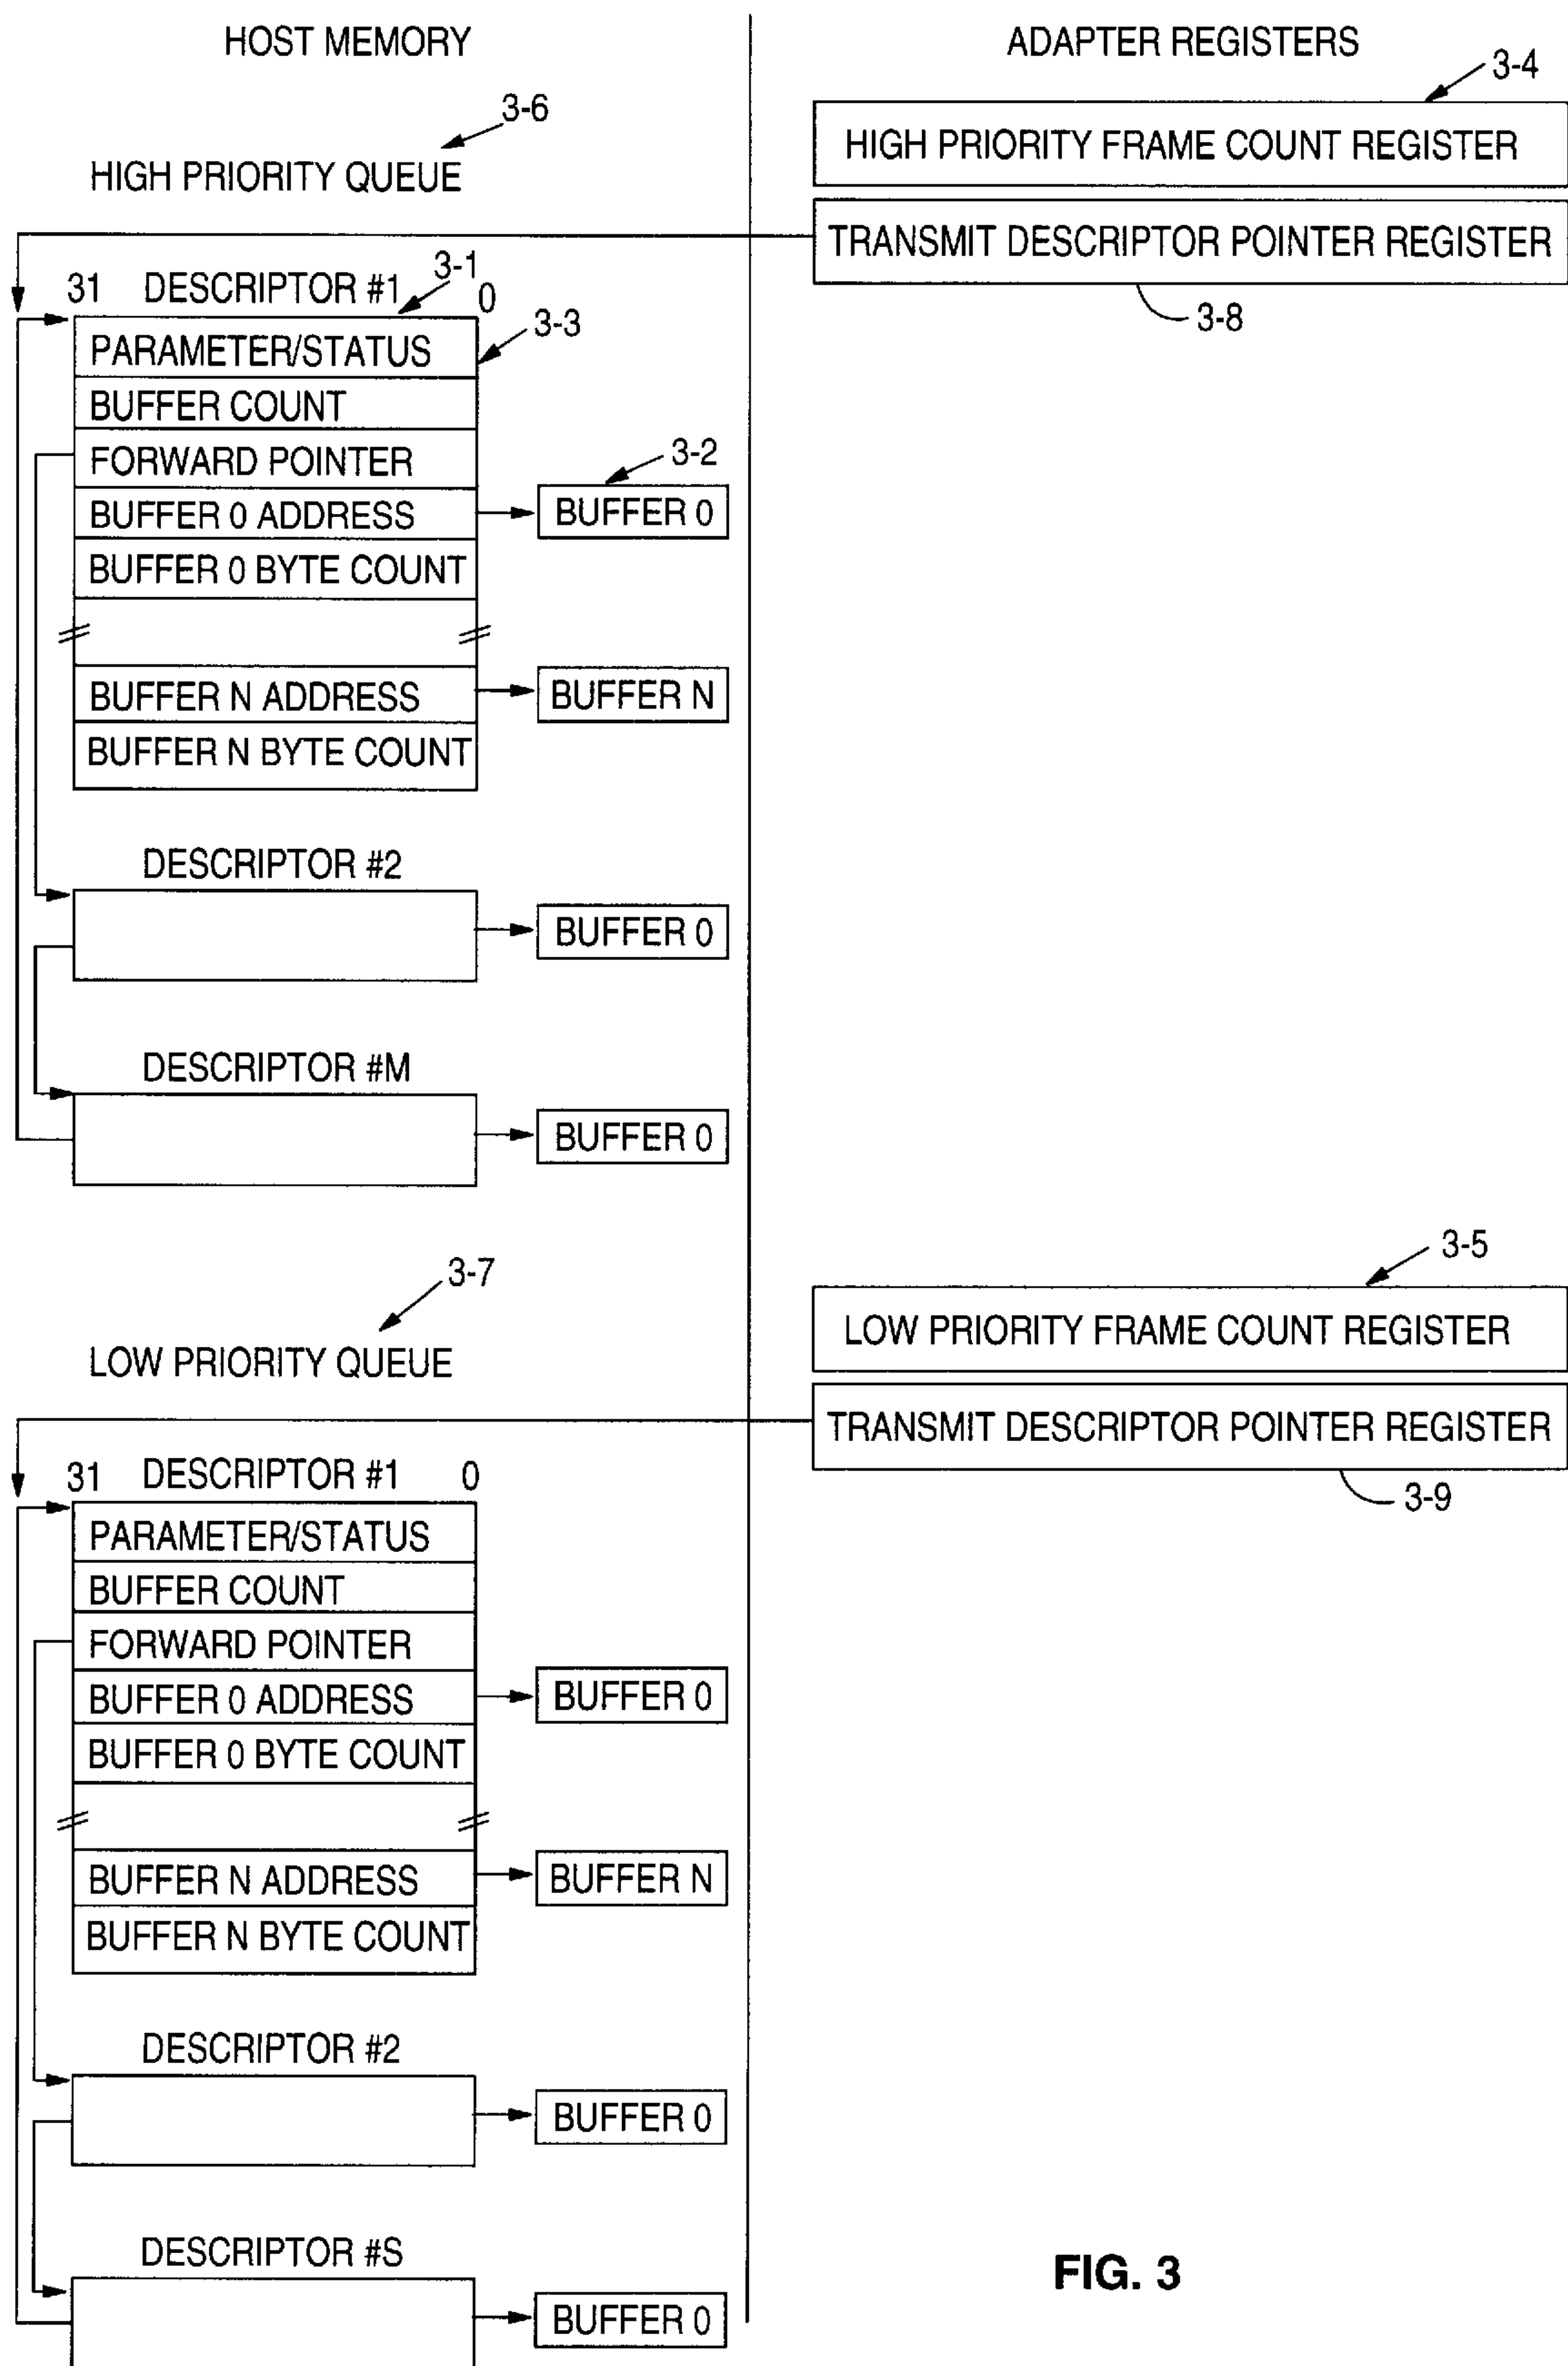 HOST MEMORY
ADAPTER REGISTERS
3-4
3-6
HIGH PRIORITY FRAME COUNT REGISTER
HIGH PRIORITY QUEUE
TRANSMIT DESCRIPTOR POINTER REGISTER
3-8
31 DESCRIPTOR #1 0
3-1
3-3
PARAMETER/STATUS
BUFFER COUNT
FORWARD POINTER
3-2
BUFFER 0 ADDRESS
BUFFER 0
BUFFER 0 BYTE COUNT
BUFFER N ADDRESS
BUFFER N
BUFFER N BYTE COUNT
DESCRIPTOR #2
BUFFER 0
DESCRIPTOR #M
BUFFER 0
3-5
3-7
LOW PRIORITY FRAME COUNT REGISTER
LOW PRIORITY QUEUE
TRANSMIT DESCRIPTOR POINTER REGISTER
3-9
31 DESCRIPTOR #1 0
PARAMETER/STATUS
BUFFER COUNT
FORWARD POINTER
BUFFER 0 ADDRESS
BUFFER 0
BUFFER 0 BYTE COUNT
BUFFER N ADDRESS
BUFFER N
BUFFER N BYTE COUNT
DESCRIPTOR #2
BUFFER 0
DESCRIPTOR #S
BUFFER 0
FIG. 3